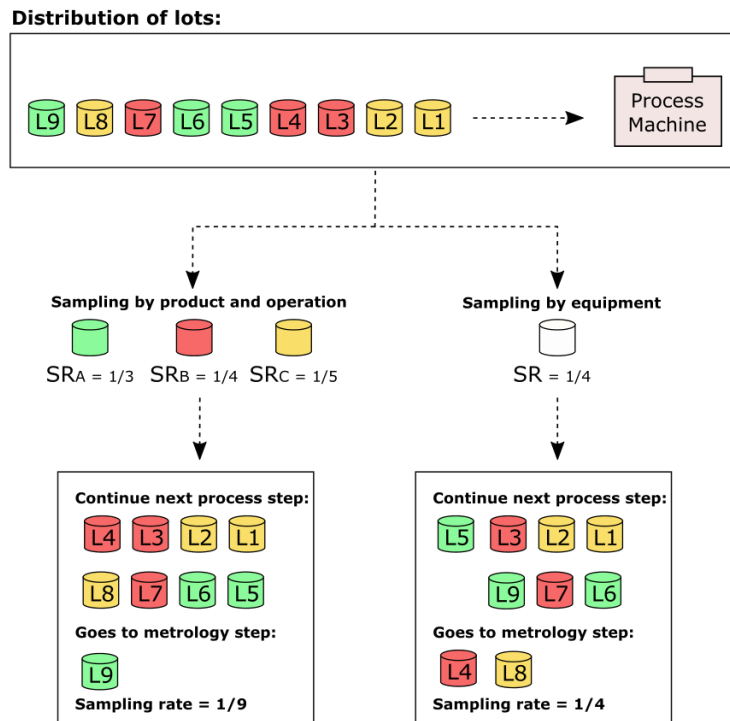 Distribution of lots:
L9 L8 L7 L6 L5 L4 L3 L2 L1
Process
Machine
Sampling by product and operation
SRA = 1/3 SRB = 1/4 SRC = 1/5
Sampling by equipment
SR = 1/4
Continue next process step:
L4 L3 L2 L1
L8 L7 L6 L5
Goes to metrology step:
L9
Sampling rate = 1/9
Continue next process step:
L5 L3 L2 L1
L9 L7 L6
Goes to metrology step:
L4 L8
Sampling rate = 1/4